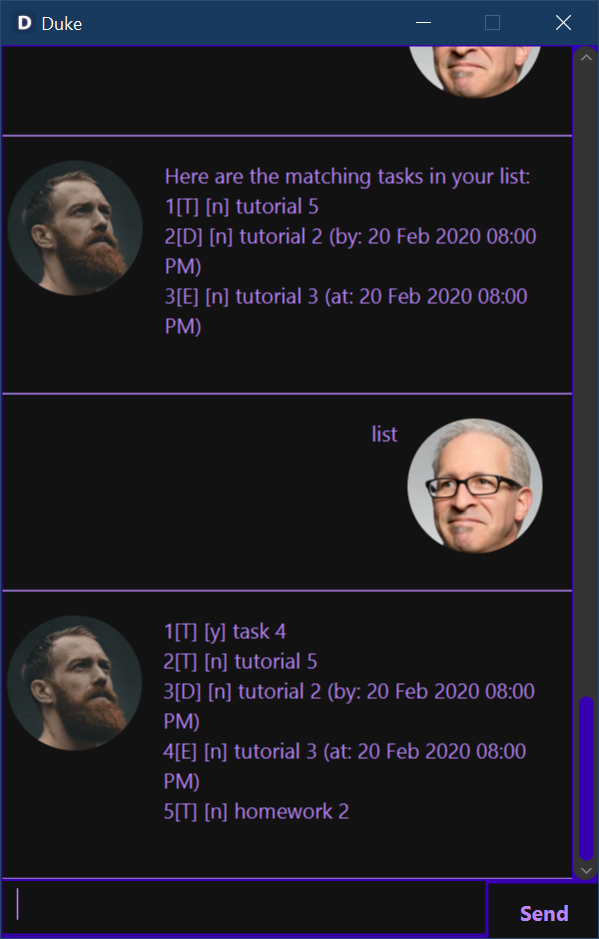 Duke
Here are the matching tasks in your list:
1[T] [n] tutorial 5
2[D] [n] tutorial 2 (by: 20 Feb 2020 08:00
PM)
3[E] [n] tutorial 3 (at: 20 Feb 2020 08:00
PM)
list
1[T] [y] task 4
2[T] [n] tutorial 5
3[D] [n] tutorial 2 (by: 20 Feb 2020 08:00
PM)
4[E] [n] tutorial 3 (at: 20 Feb 2020 08:00
PM)
5[T] [n] homework 2
Send